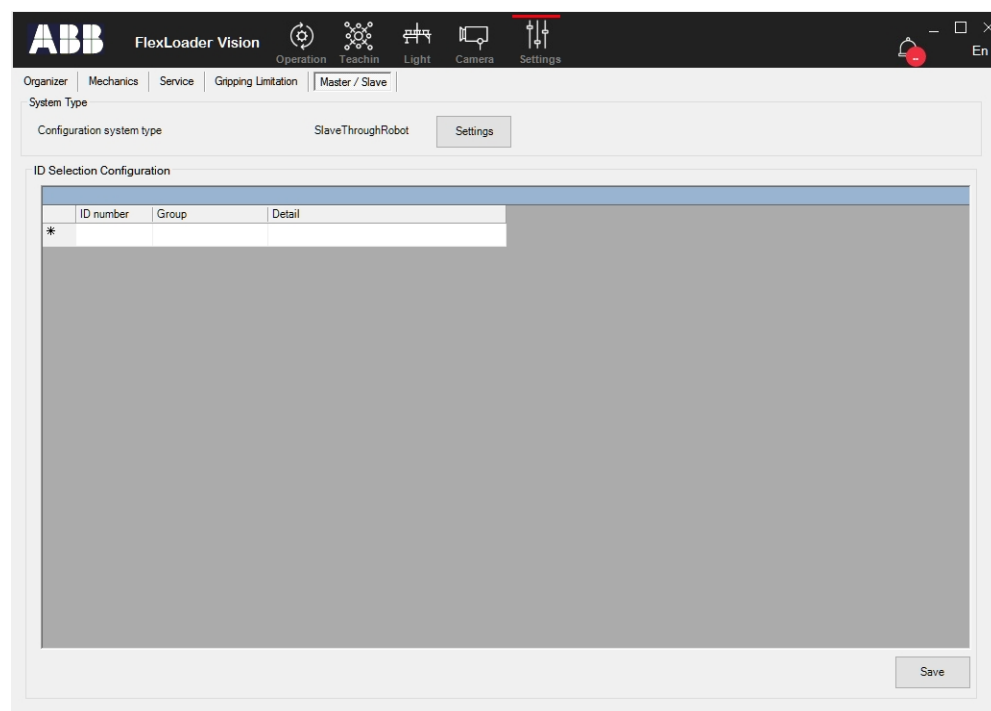 ABB FlexLoader Vision
Operation Teachin Light Camera Settings
En
Organizer Mechanics Service Gripping Limitation Master / Slave
System Type
Configuration system type SlaveThroughRobot Settings
ID Selection Configuration
ID number Group Detail
*
Save